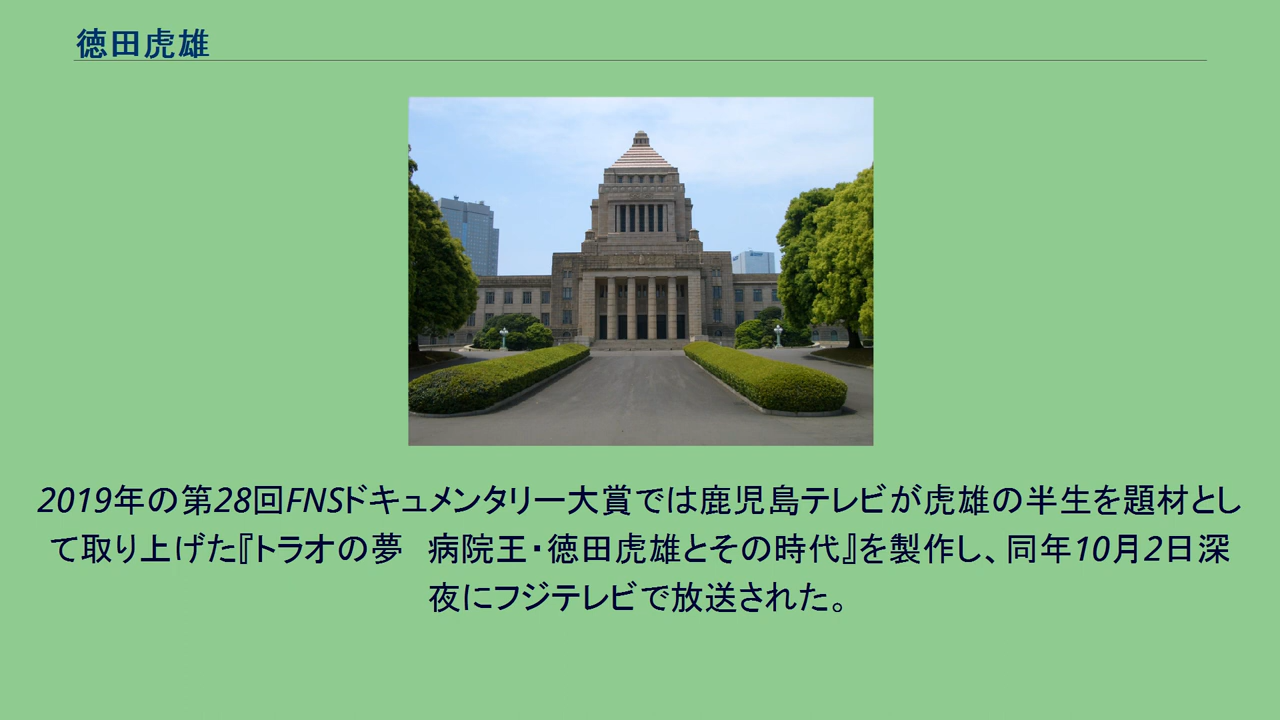 徳田虎雄
2019年の第28回FNSドキュメンタリー大賞では鹿児島テレビが虎雄の半生を題材とし
て取り上げた『トラオの夢　病院王・徳田虎雄とその時代』を製作し、同年10月2日深
夜にフジテレビで放送された。